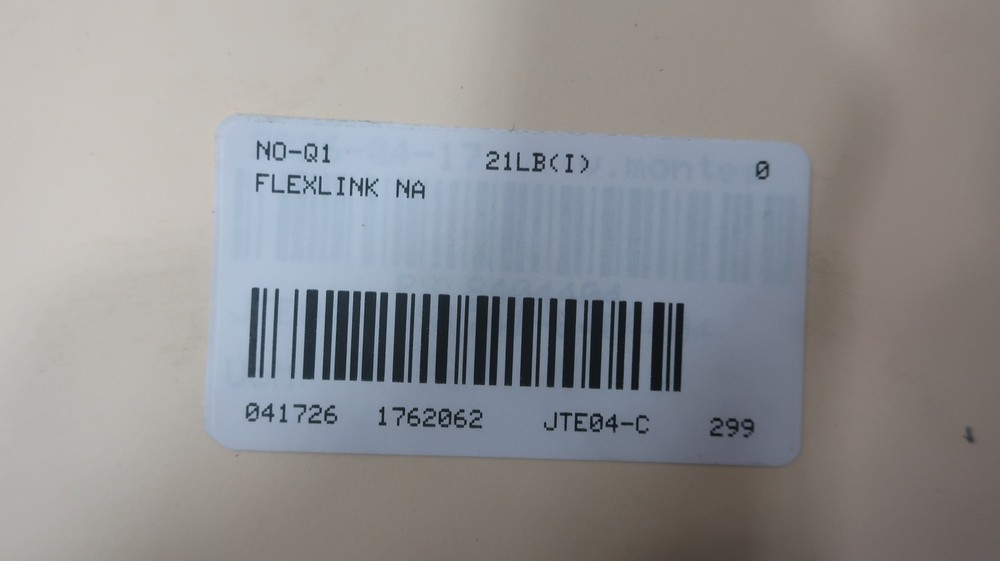 NO-Q1 21LB(I) 0
FLEXLINK NA
041726 1762062 JTE04-C 299